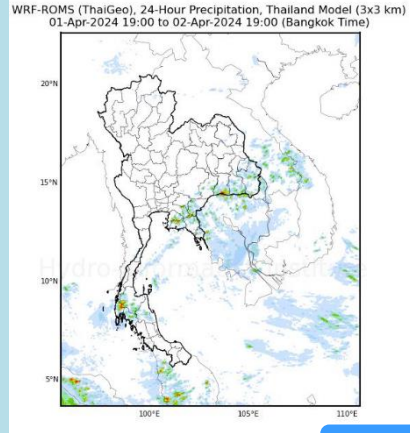 WRF-ROMS (ThaiGeo), 24-Hour Precipitation, Thailand Model (3x3 km)
01-Apr-2024 19:00 to 02-Apr-2024 19:00 (Bangkok Time)
20°N
15°N
10°N
5°N
100°E
105°E
110°E